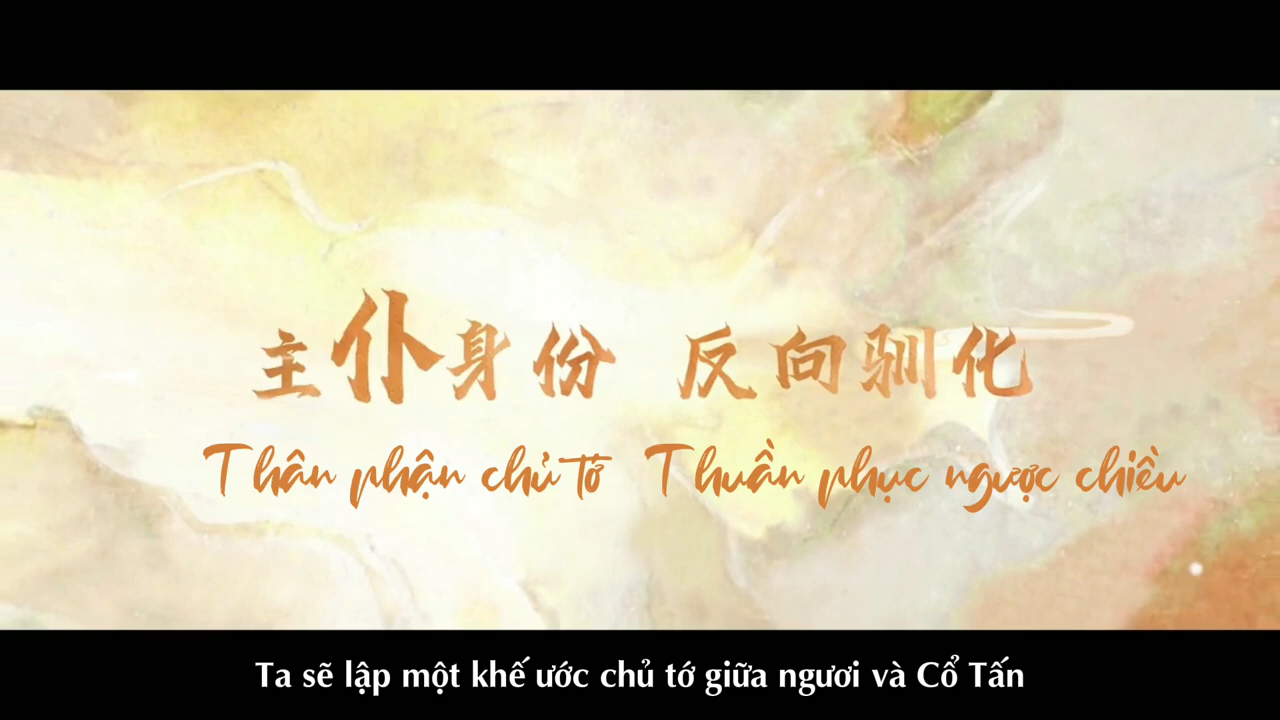 主仆身份 反向驯化
Thân phận chủ tớ Thuần phục ngược chiều
Ta sẽ lập một khế ước chủ tớ giữa ngươi và Cổ Tấn